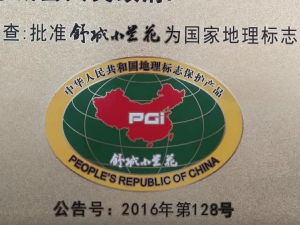 查:批准舒城小兰花为国家地理标志
中华人民共和国地理标志保护产品
PGI
舒城小兰花
PEOPLE'S REPUBLIC OF CHINA
公告号：2016年第128号